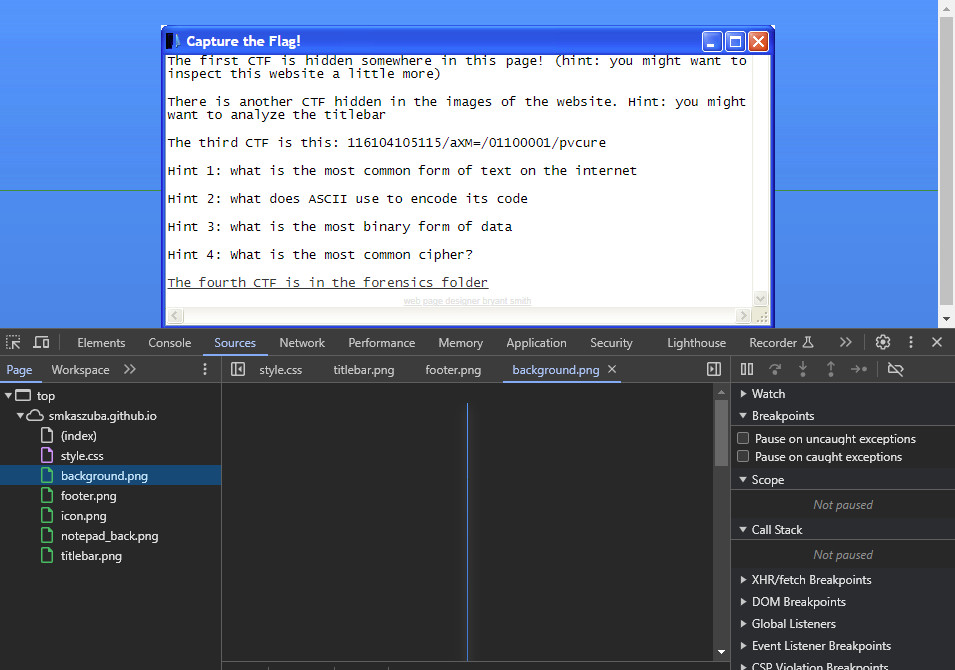 Capture the Flag!
The first CTF is hidden somewhere in this page! (hint: you might want to
inspect this website a little more)
There is another CTF hidden in the images of the website. Hint: you might
want to analyze the titlebar
The third CTF is this: 116104105115/aXM=/01100001/pvcure
Hint 1: what is the most common form of text on the internet
Hint 2: what does ASCII use to encode its code
Hint 3: what is the most binary form of data
Hint 4: what is the most common cipher?
The fourth CTF is in the forensics folder
web page designer bryant smith
Elements Console Sources Network Performance Memory Application Security Lighthouse Recorder
Page Workspace style.css titlebar.png footer.png background.png
top
smkaszuba.github.io
(index)
style.css
background.png
footer.png
icon.png
notepad_back.png
titlebar.png
Watch
Breakpoints
Pause on uncaught exceptions
Pause on caught exceptions
Scope
Not paused
Call Stack
Not paused
XHR/fetch Breakpoints
DOM Breakpoints
Global Listeners
Event Listener Breakpoints
CSP Violation Breakpoints